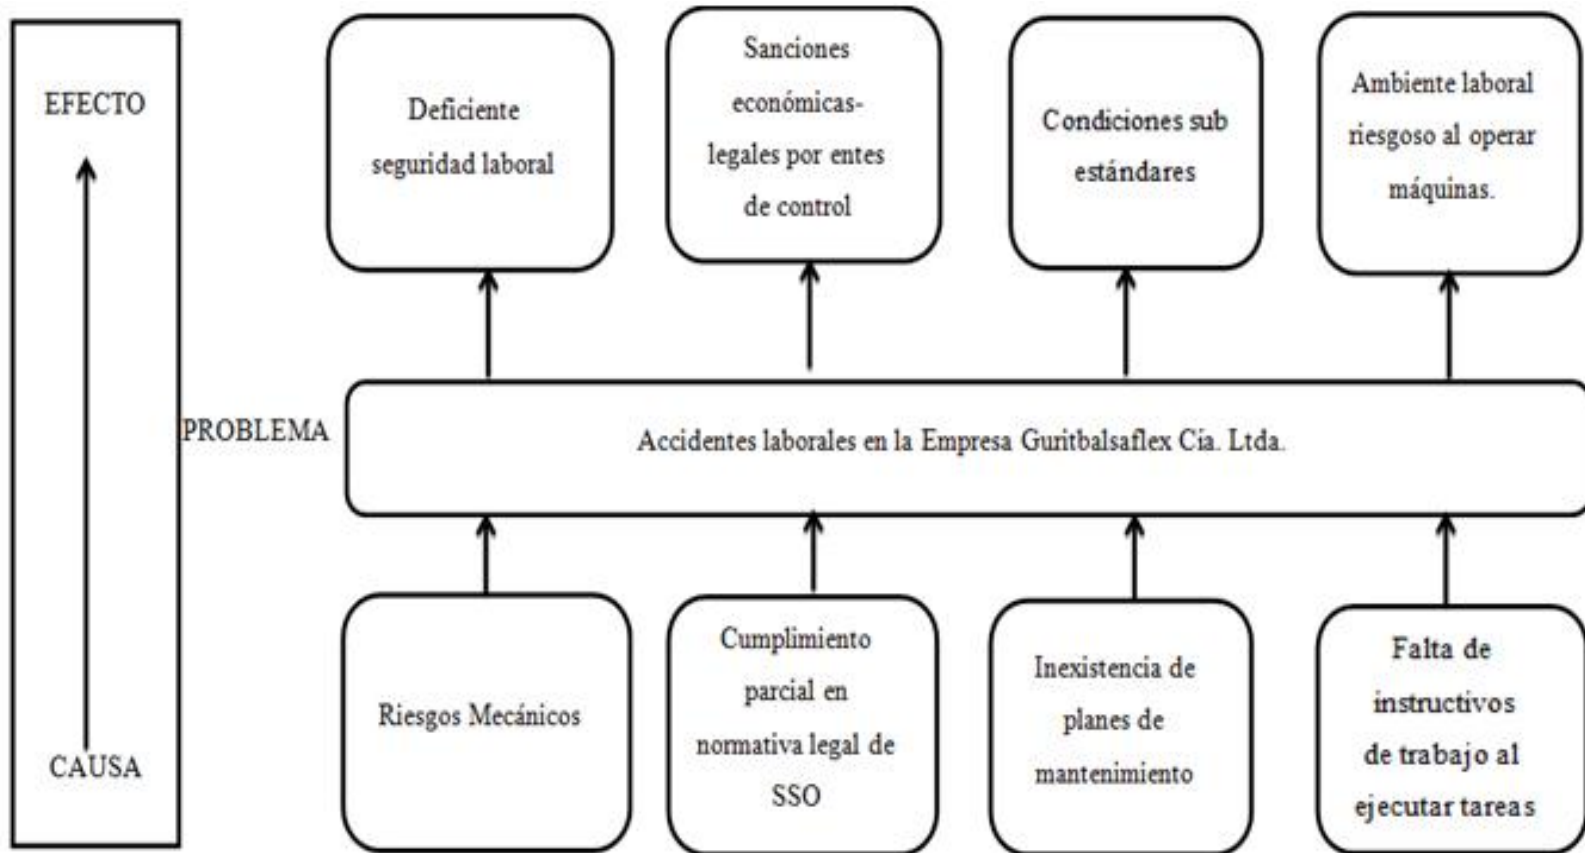 EFECTO
Deficiente
seguridad laboral
Sanciones
económicas-
legales por entes
de control
Condiciones sub
estándares
Ambiente laboral
riesgoso al operar
máquinas.
PROBLEMA
Accidentes laborales en la Empresa Guritbalsaflex Cía. Ltda.
CAUSA
Riesgos Mecánicos
Cumplimiento
parcial en
normativa legal de
SSO
Inexistencia de
planes de
mantenimiento
Falta de
instructivos
de trabajo al
ejecutar tareas